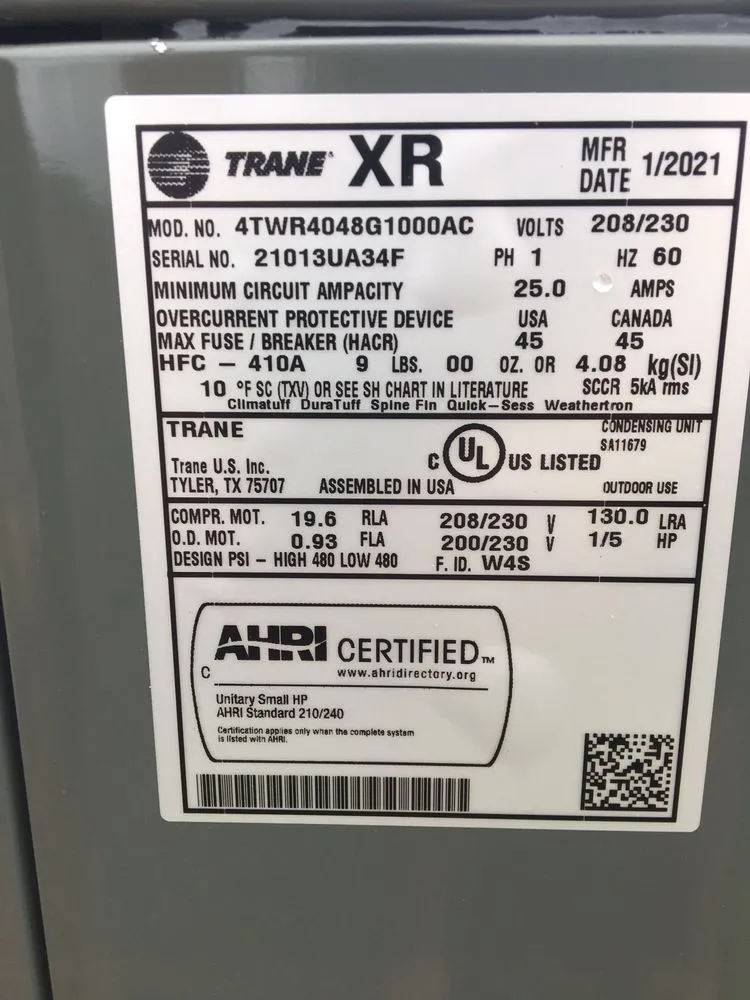 TRANE XR MFR DATE 1/2021
MOD. NO. 4TWR4048G1000AC VOLTS 208/230
SERIAL NO. 21013UA34F PH 1 HZ 60
MINIMUM CIRCUIT AMPACITY 25.0 AMPS
OVERCURRENT PROTECTIVE DEVICE USA CANADA
MAX FUSE / BREAKER (HACR) 45 45
HFC – 410A 9 LBS. 00 OZ. OR 4.08 kg(SI)
10 °F SC (TXV) OR SEE SH CHART IN LITERATURE SCCR 5kA rms
Climatuff DuraTuff Spine Fin Quick–Sess Weathertron
TRANE CONDENSING UNIT
SA11679
C UL US LISTED
Trane U.S. Inc.
TYLER, TX 75707 ASSEMBLED IN USA OUTDOOR USE
COMPR. MOT. 19.6 RLA 208/230 V 130.0 LRA
O.D. MOT. 0.93 FLA 200/230 V 1/5 HP
DESIGN PSI – HIGH 480 LOW 480 F. ID. W4S
AHRI CERTIFIED™
www.ahridirectory.org
C
Unitary Small HP
AHRI Standard 210/240
Certification applies only when the complete system
is listed with AHRI.